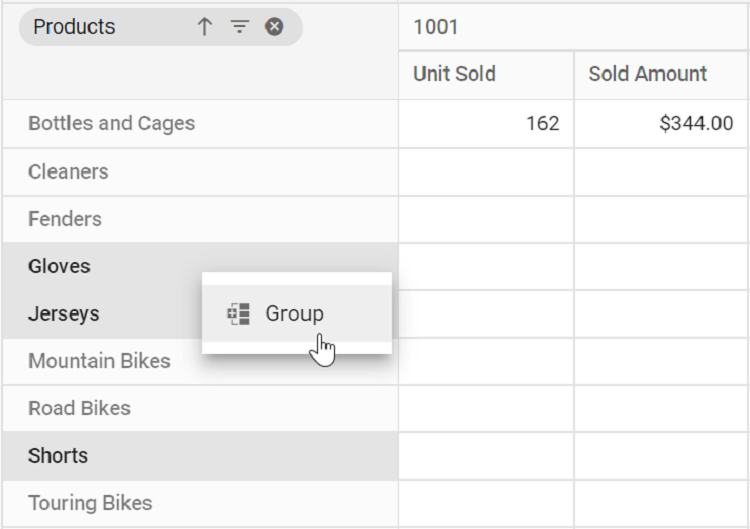 Products 1001
Unit Sold Sold Amount
Bottles and Cages 162 $344.00
Cleaners
Fenders
Gloves
Jerseys Group
Mountain Bikes
Road Bikes
Shorts
Touring Bikes